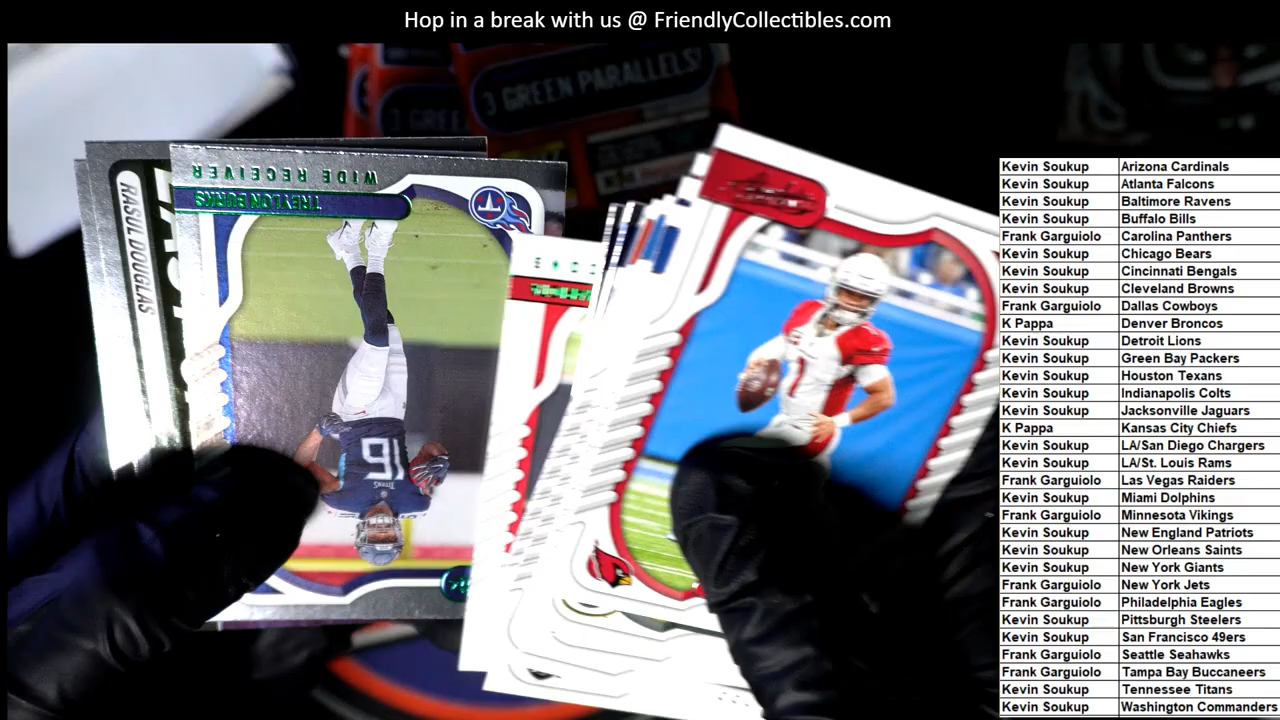 Hop in a break with us @ FriendlyCollectibles.com
3 GREEN PARALLELS!
3 GREEN
WIDE RECEIVER
TREYLON BURKS
RASUL DOUGLAS
16
TITANS
1
Kevin Soukup Arizona Cardinals
Kevin Soukup Atlanta Falcons
Kevin Soukup Baltimore Ravens
Kevin Soukup Buffalo Bills
Frank Garguiolo Carolina Panthers
Kevin Soukup Chicago Bears
Kevin Soukup Cincinnati Bengals
Kevin Soukup Cleveland Browns
Frank Garguiolo Dallas Cowboys
K Pappa Denver Broncos
Kevin Soukup Detroit Lions
Kevin Soukup Green Bay Packers
Kevin Soukup Houston Texans
Kevin Soukup Indianapolis Colts
Kevin Soukup Jacksonville Jaguars
K Pappa Kansas City Chiefs
Kevin Soukup LA/San Diego Chargers
Kevin Soukup LA/St. Louis Rams
Frank Garguiolo Las Vegas Raiders
Kevin Soukup Miami Dolphins
Frank Garguiolo Minnesota Vikings
Kevin Soukup New England Patriots
Kevin Soukup New Orleans Saints
Kevin Soukup New York Giants
Frank Garguiolo New York Jets
Frank Garguiolo Philadelphia Eagles
Kevin Soukup Pittsburgh Steelers
Kevin Soukup San Francisco 49ers
Frank Garguiolo Seattle Seahawks
Frank Garguiolo Tampa Bay Buccaneers
Kevin Soukup Tennessee Titans
Kevin Soukup Washington Commanders